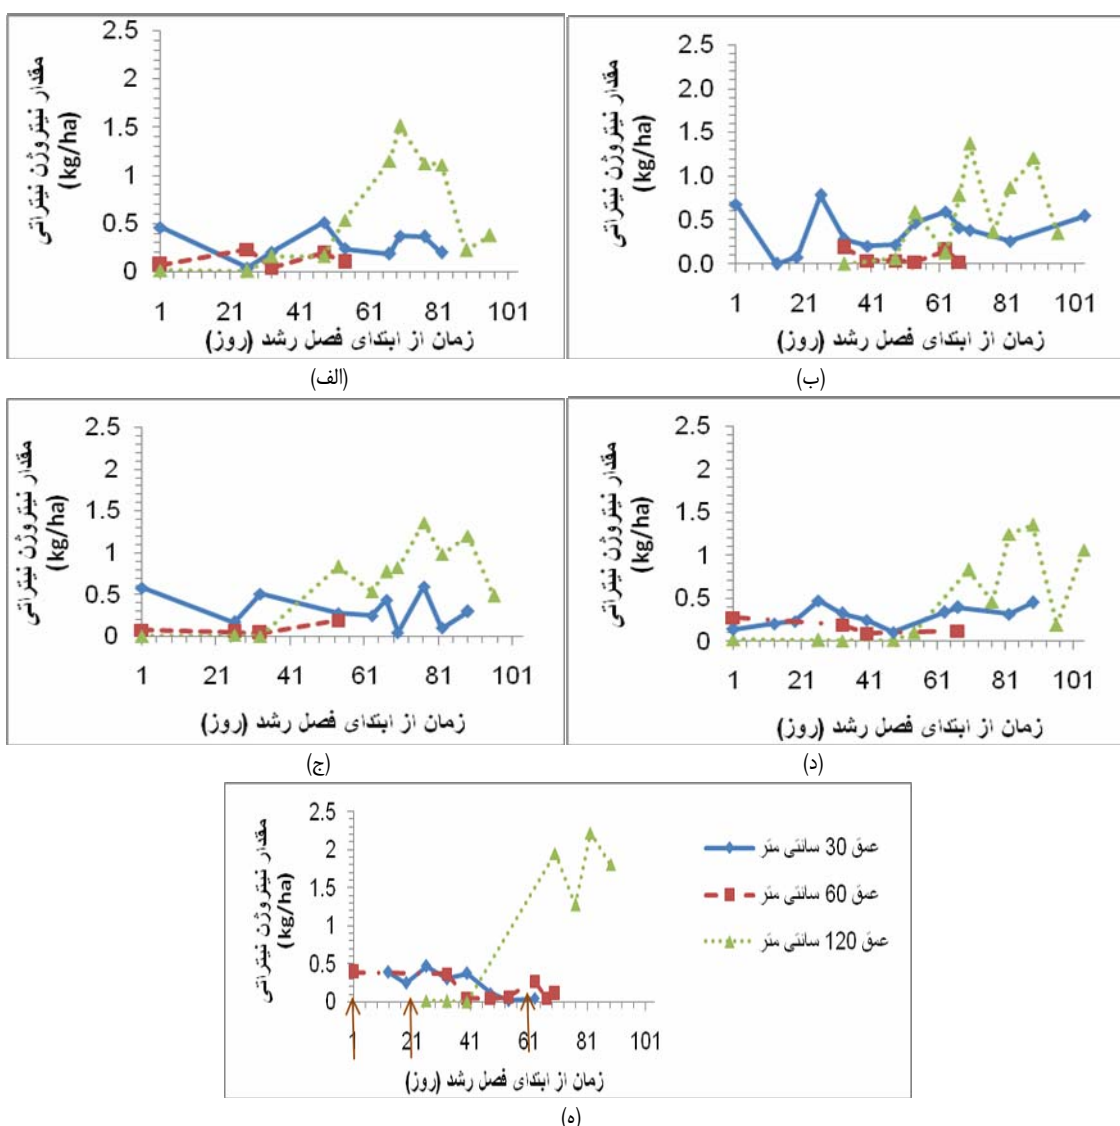 مقدار نیتروژن نیتراتی
(kg/ha)
2.5
2
1.5
1
0.5
0
1 21 41 61 81 101
زمان از ابتدای فصل رشد (روز)
(الف)
مقدار نیتروژن نیتراتی
(kg/ha)
2.5
2.0
1.5
1.0
0.5
0.0
1 21 41 61 81 101
زمان از ابتدای فصل رشد (روز)
(ب)
مقدار نیتروژن نیتراتی
(kg/ha)
2.5
2
1.5
1
0.5
0
1 21 41 61 81 101
زمان از ابتدای فصل رشد (روز)
(ج)
مقدار نیتروژن نیتراتی
(kg/ha)
2.5
2
1.5
1
0.5
0
1 21 41 61 81 101
زمان از ابتدای فصل رشد (روز)
(د)
مقدار نیتروژن نیتراتی
(kg/ha)
2.5
2
1.5
1
0.5
0
1 21 41 61 81 101
زمان از ابتدای فصل رشد (روز)
عمق 30 سانتی متر
عمق 60 سانتی متر
عمق 120 سانتی متر
(ه)